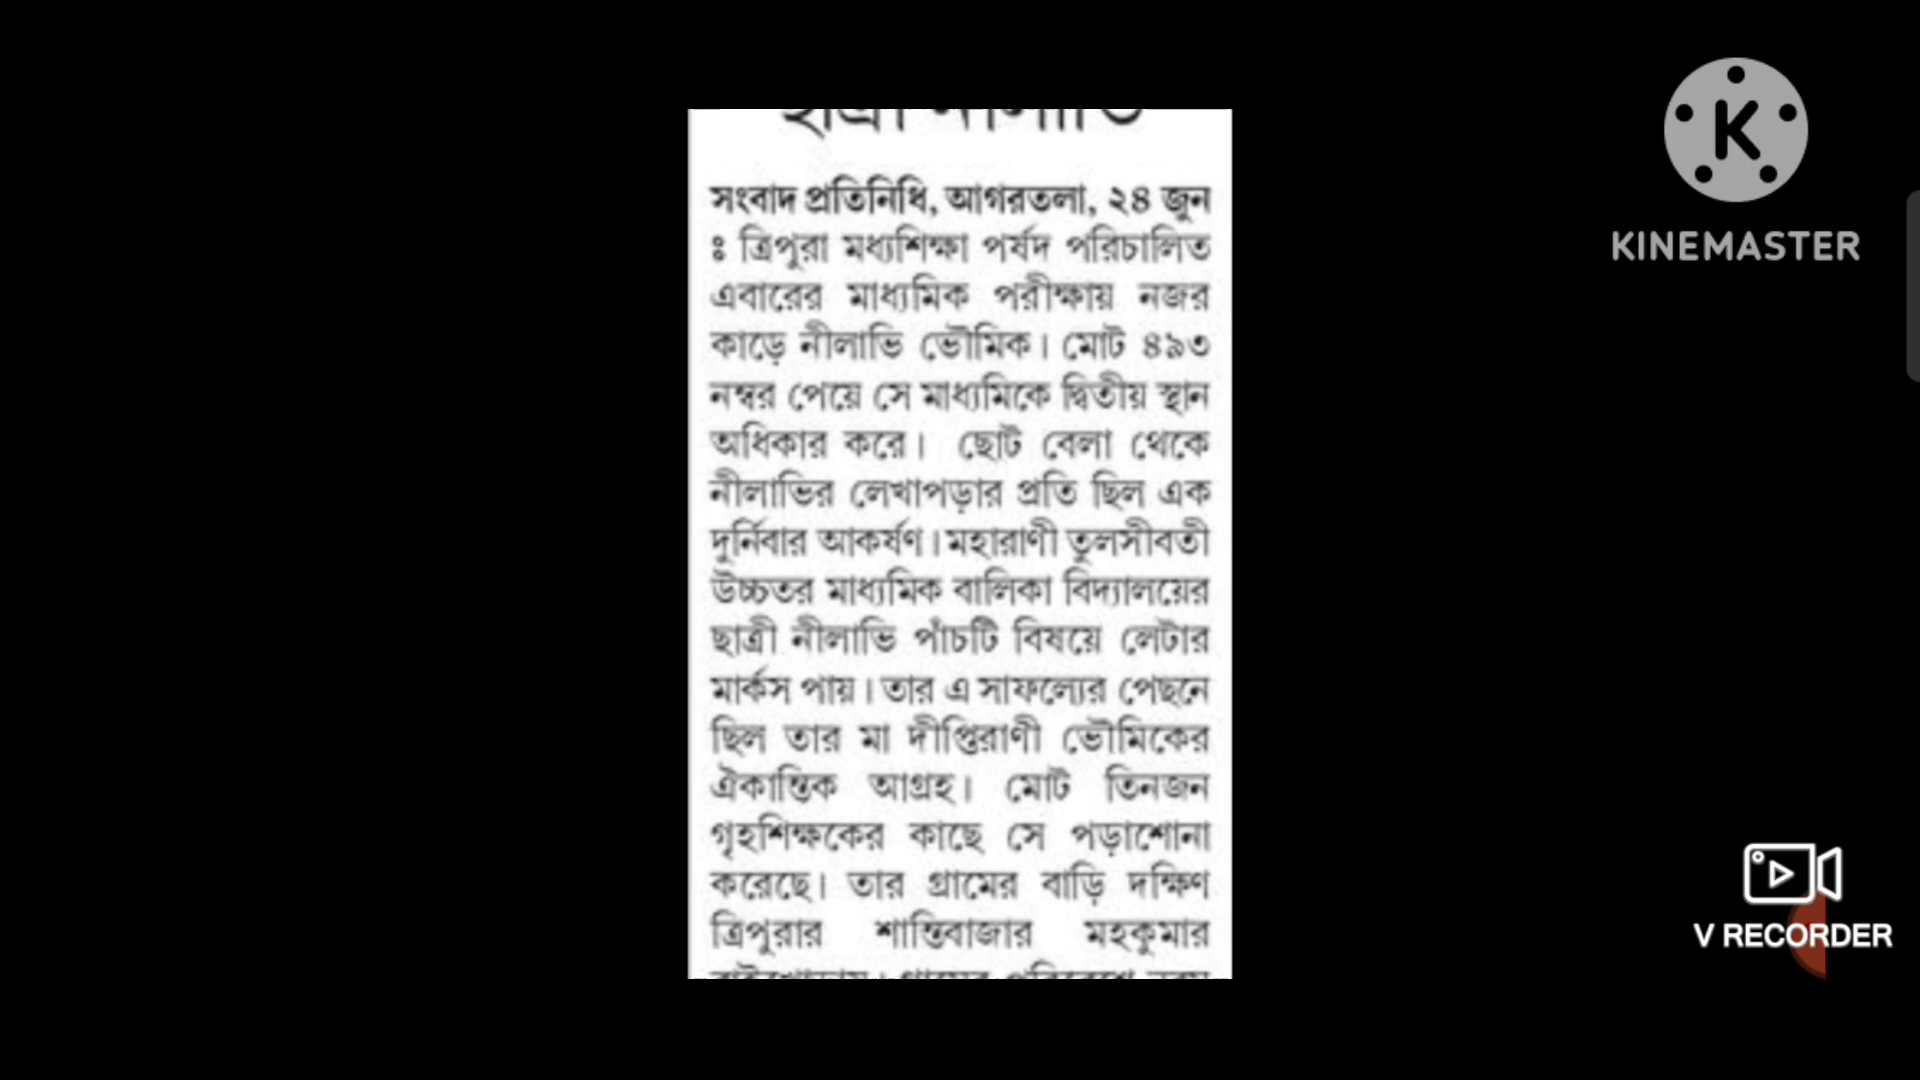 সংবাদ প্রতিনিধি, আগরতলা, ২৪ জুন
ঃ ত্রিপুরা মধ্যশিক্ষা পর্ষদ পরিচালিত
এবারের মাধ্যমিক পরীক্ষায় নজর
কাড়ে নীলাভি ভৌমিক। মোট ৪৯৩
নম্বর পেয়ে সে মাধ্যমিকে দ্বিতীয় স্থান
অধিকার করে। ছোট বেলা থেকে
নীলাভির লেখাপড়ার প্রতি ছিল এক
দুর্নিবার আকর্ষণ। মহারাণী তুলসীবতী
উচ্চতর মাধ্যমিক বালিকা বিদ্যালয়ের
ছাত্রী নীলাভি পাঁচটি বিষয়ে লেটার
মার্কস পায়। তার এ সাফল্যের পেছনে
ছিল তার মা দীপ্তিরাণী ভৌমিকের
ঐকান্তিক আগ্রহ। মোট তিনজন
গৃহশিক্ষকের কাছে সে পড়াশোনা
করেছে। তার গ্রামের বাড়ি দক্ষিণ
ত্রিপুরার শান্তিবাজার মহকুমার
KINEMASTER
V RECORDER